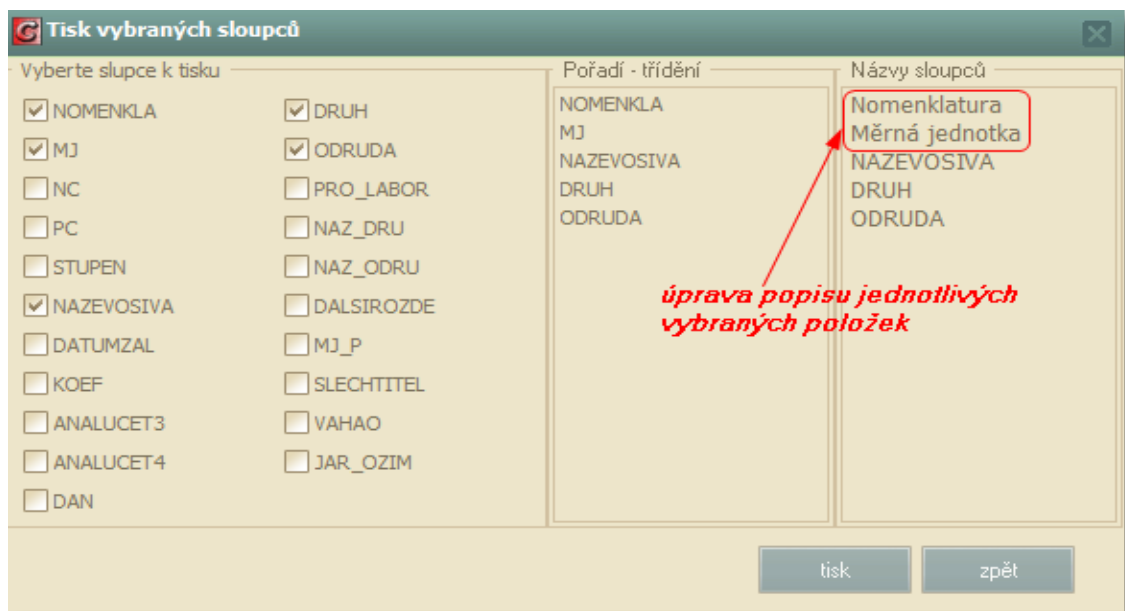 Tisk vybraných sloupců
Vyberte slupce k tisku
NOMENKLA
MJ
NC
PC
STUPEN
NAZEVOSIVA
DATUMZAL
KOEF
ANALUCET3
ANALUCET4
DAN
DRUH
ODRUDA
PRO_LABOR
NAZ_DRU
NAZ_ODRU
DALSIROZDE
MJ_P
SLECHTITEL
VAHAO
JAR_OZIM
Pořadí - třídění
NOMENKLA
MJ
NAZEVOSIVA
DRUH
ODRUDA
Názvy sloupců
Nomenklatura
Měrná jednotka
NAZEVOSIVA
DRUH
ODRUDA
úprava popisu jednotlivých
vybraných položek
tisk
zpět